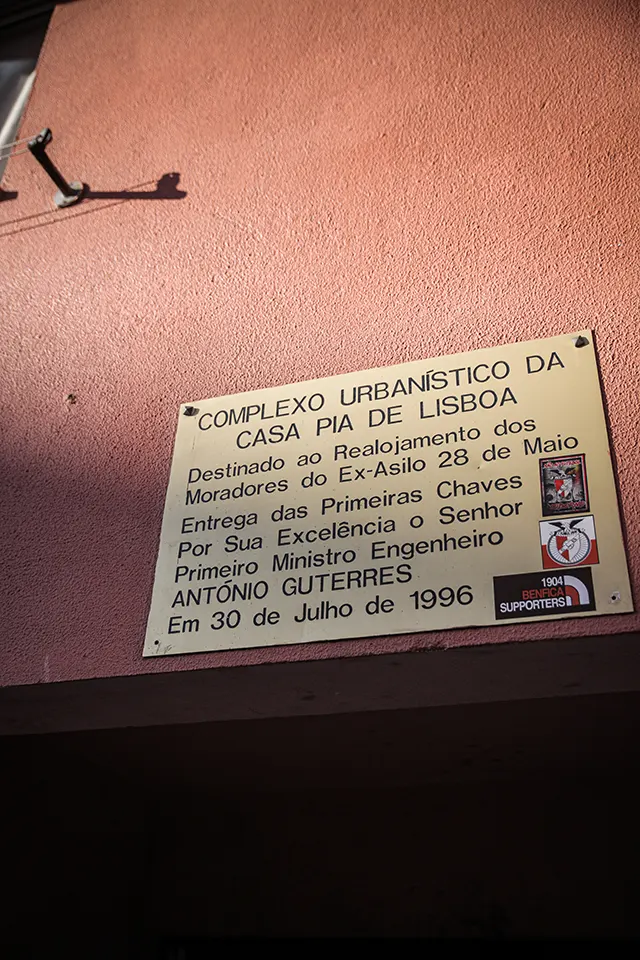 COMPLEXO URBANÍSTICO DA
CASA PIA DE LISBOA
Destinado ao Realojamento dos
Moradores do Ex-Asilo 28 de Maio
Entrega das Primeiras Chaves
Por Sua Excelência o Senhor
Primeiro Ministro Engenheiro
ANTÓNIO GUTERRES
Em 30 de Julho de 1996
1904
BENFICA
SUPPORTERS